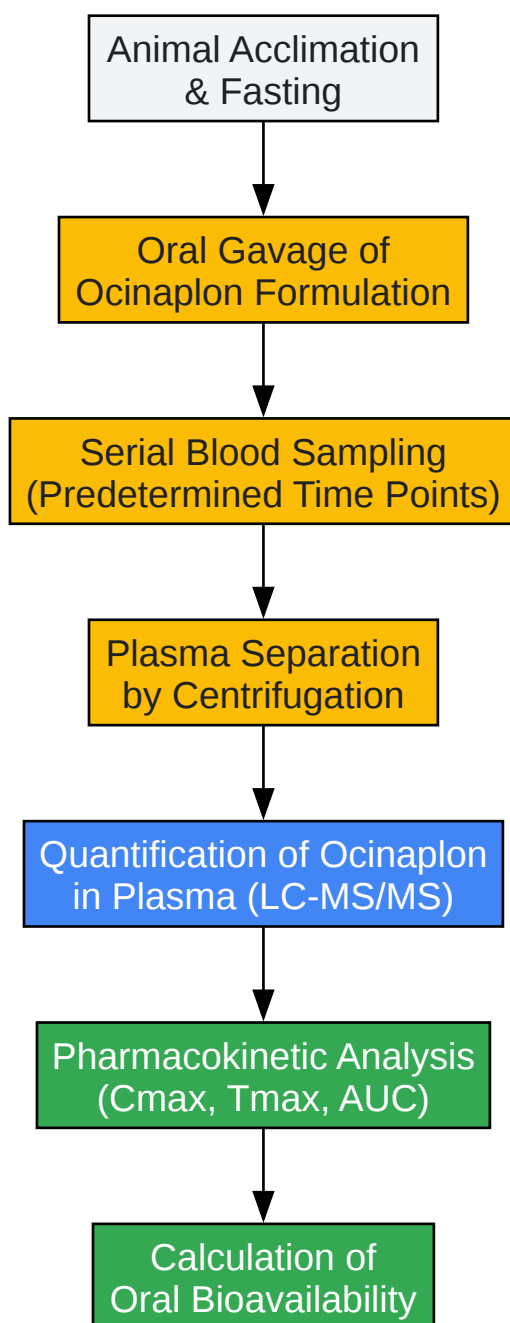 Animal Acclimation
& Fasting
Oral Gavage of
Ocinaplon Formulation
Serial Blood Sampling
(Predetermined Time Points)
Plasma Separation
by Centrifugation
Quantification of Ocinaplon
in Plasma (LC-MS/MS)
Pharmacokinetic Analysis
(Cmax, Tmax, AUC)
Calculation of
Oral Bioavailability